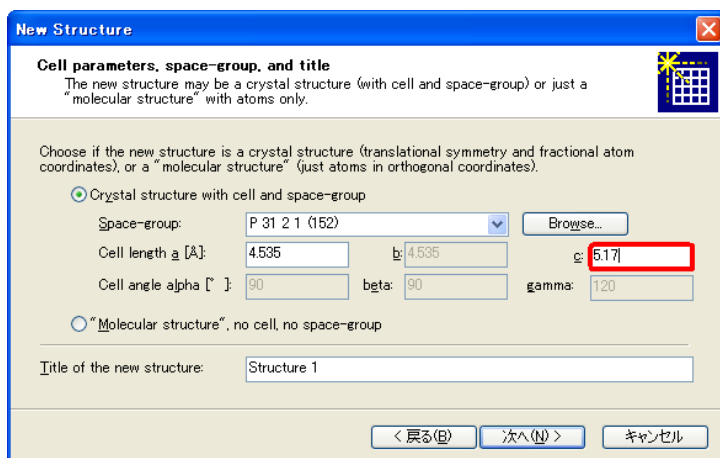 New Structure
Cell parameters, space-group, and title
The new structure may be a crystal structure (with cell and space-group) or just a
"molecular structure" with atoms only.
Choose if the new structure is a crystal structure (translational symmetry and fractional atom
coordinates), or a "molecular structure" (just atoms in orthogonal coordinates).
Crystal structure with cell and space-group
Space-group: P 31 2 1 (152) Browse...
Cell length a [Å]: 4.535 b: 4.535 c: 5.17
Cell angle alpha [° ]: 90 beta: 90 gamma: 120
"Molecular structure", no cell, no space-group
Title of the new structure: Structure 1
< 戻る(B) 次へ(N) > キャンセル